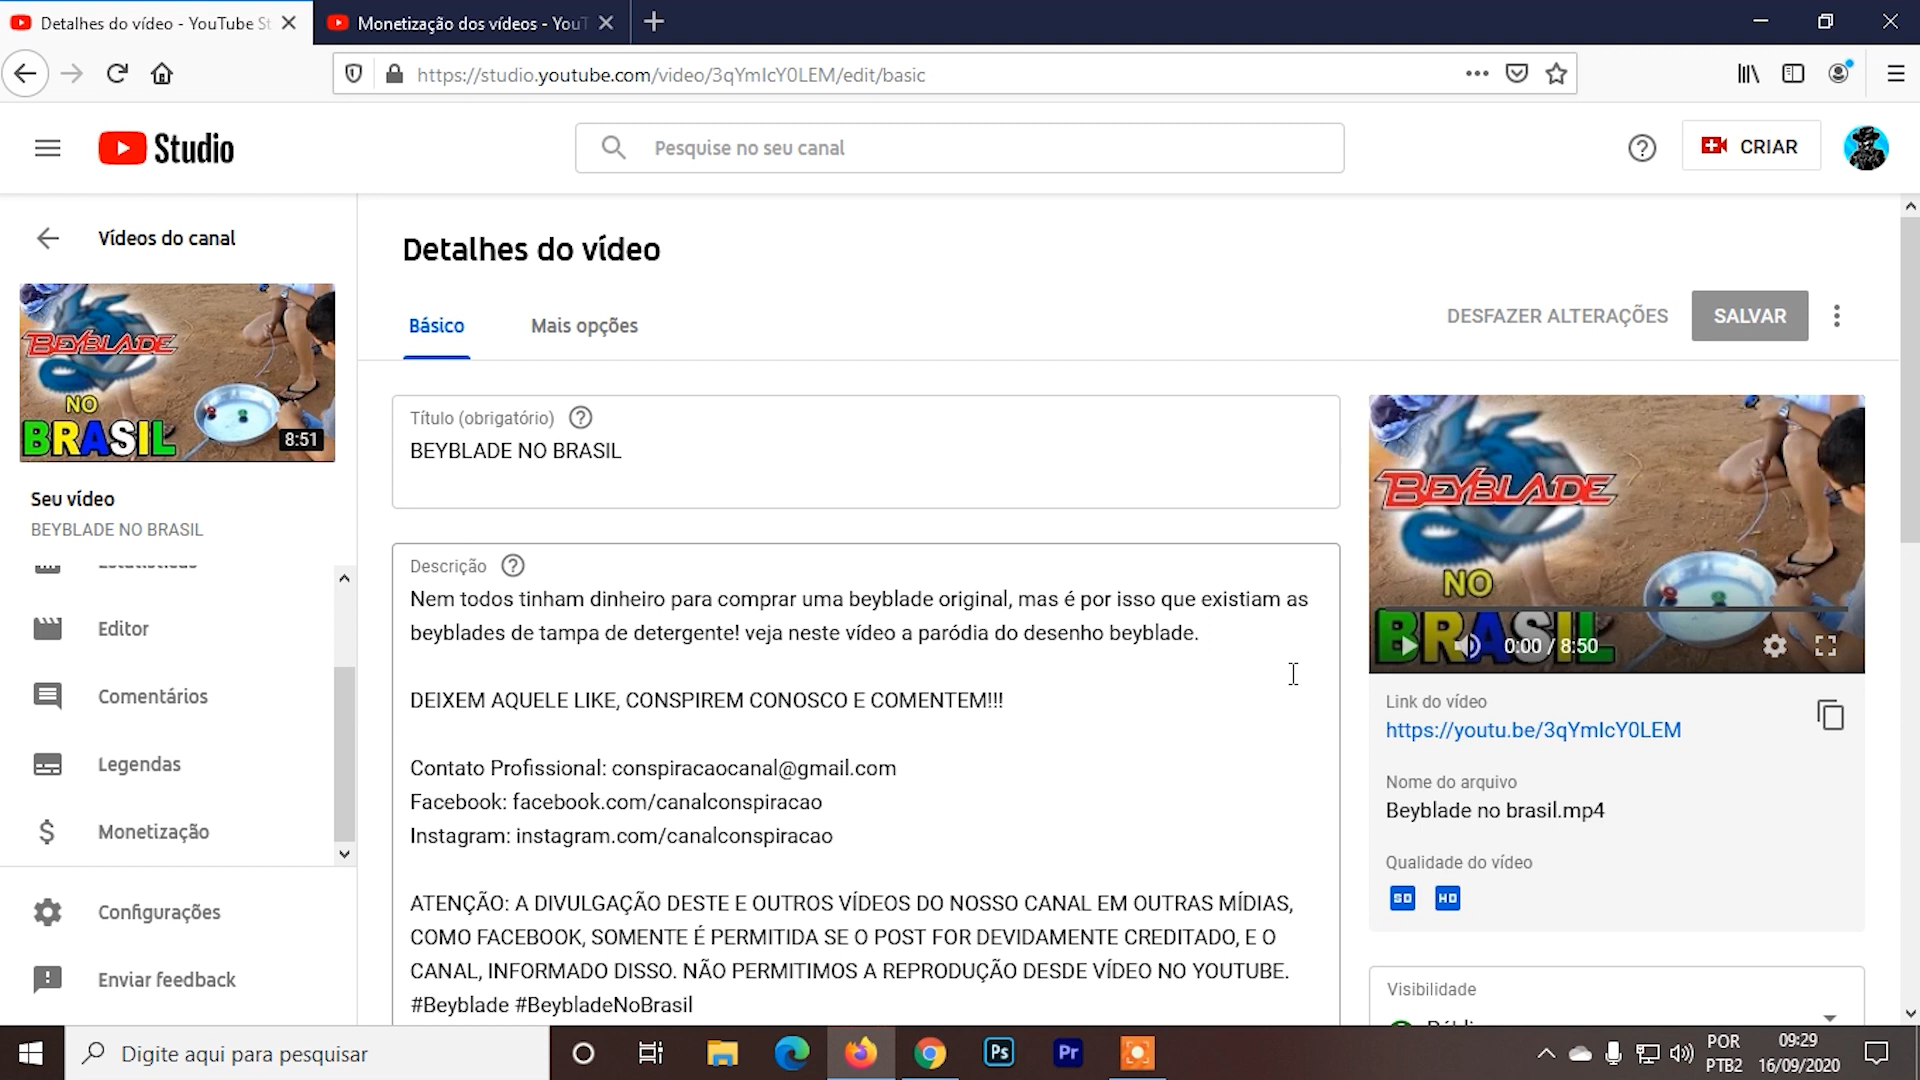 Detalhes do vídeo - YouTube St
Monetização dos vídeos - YouT
https://studio.youtube.com/video/3qYmIcY0LEM/edit/basic
Studio
Pesquise no seu canal
CRIAR
Vídeos do canal
BEYBLADE
NO
BRASIL
8:51
Seu vídeo
BEYBLADE NO BRASIL
Estatísticas
Editor
Comentários
Legendas
Monetização
Configurações
Enviar feedback
Detalhes do vídeo
Básico
Mais opções
DESFAZER ALTERAÇÕES
SALVAR
Título (obrigatório)
BEYBLADE NO BRASIL
Descrição
Nem todos tinham dinheiro para comprar uma beyblade original, mas é por isso que existiam as
beyblades de tampa de detergente! veja neste vídeo a paródia do desenho beyblade.
DEIXEM AQUELE LIKE, CONSPIREM CONOSCO E COMENTEM!!!
Contato Profissional: conspiracaocanal@gmail.com
Facebook: facebook.com/canalconspiracao
Instagram: instagram.com/canalconspiracao
ATENÇÃO: A DIVULGAÇÃO DESTE E OUTROS VÍDEOS DO NOSSO CANAL EM OUTRAS MÍDIAS,
COMO FACEBOOK, SOMENTE É PERMITIDA SE O POST FOR DEVIDAMENTE CREDITADO, E O
CANAL, INFORMADO DISSO. NÃO PERMITIMOS A REPRODUÇÃO DESDE VÍDEO NO YOUTUBE.
#Beyblade #BeybladeNoBrasil
BEYBLADE
NO
BRASIL
0:00 / 8:50
Link do vídeo
https://youtu.be/3qYmIcY0LEM
Nome do arquivo
Beyblade no brasil.mp4
Qualidade do vídeo
SD HD
Visibilidade
Digite aqui para pesquisar
Ps
Pr
POR
PTB2
09:29
16/09/2020